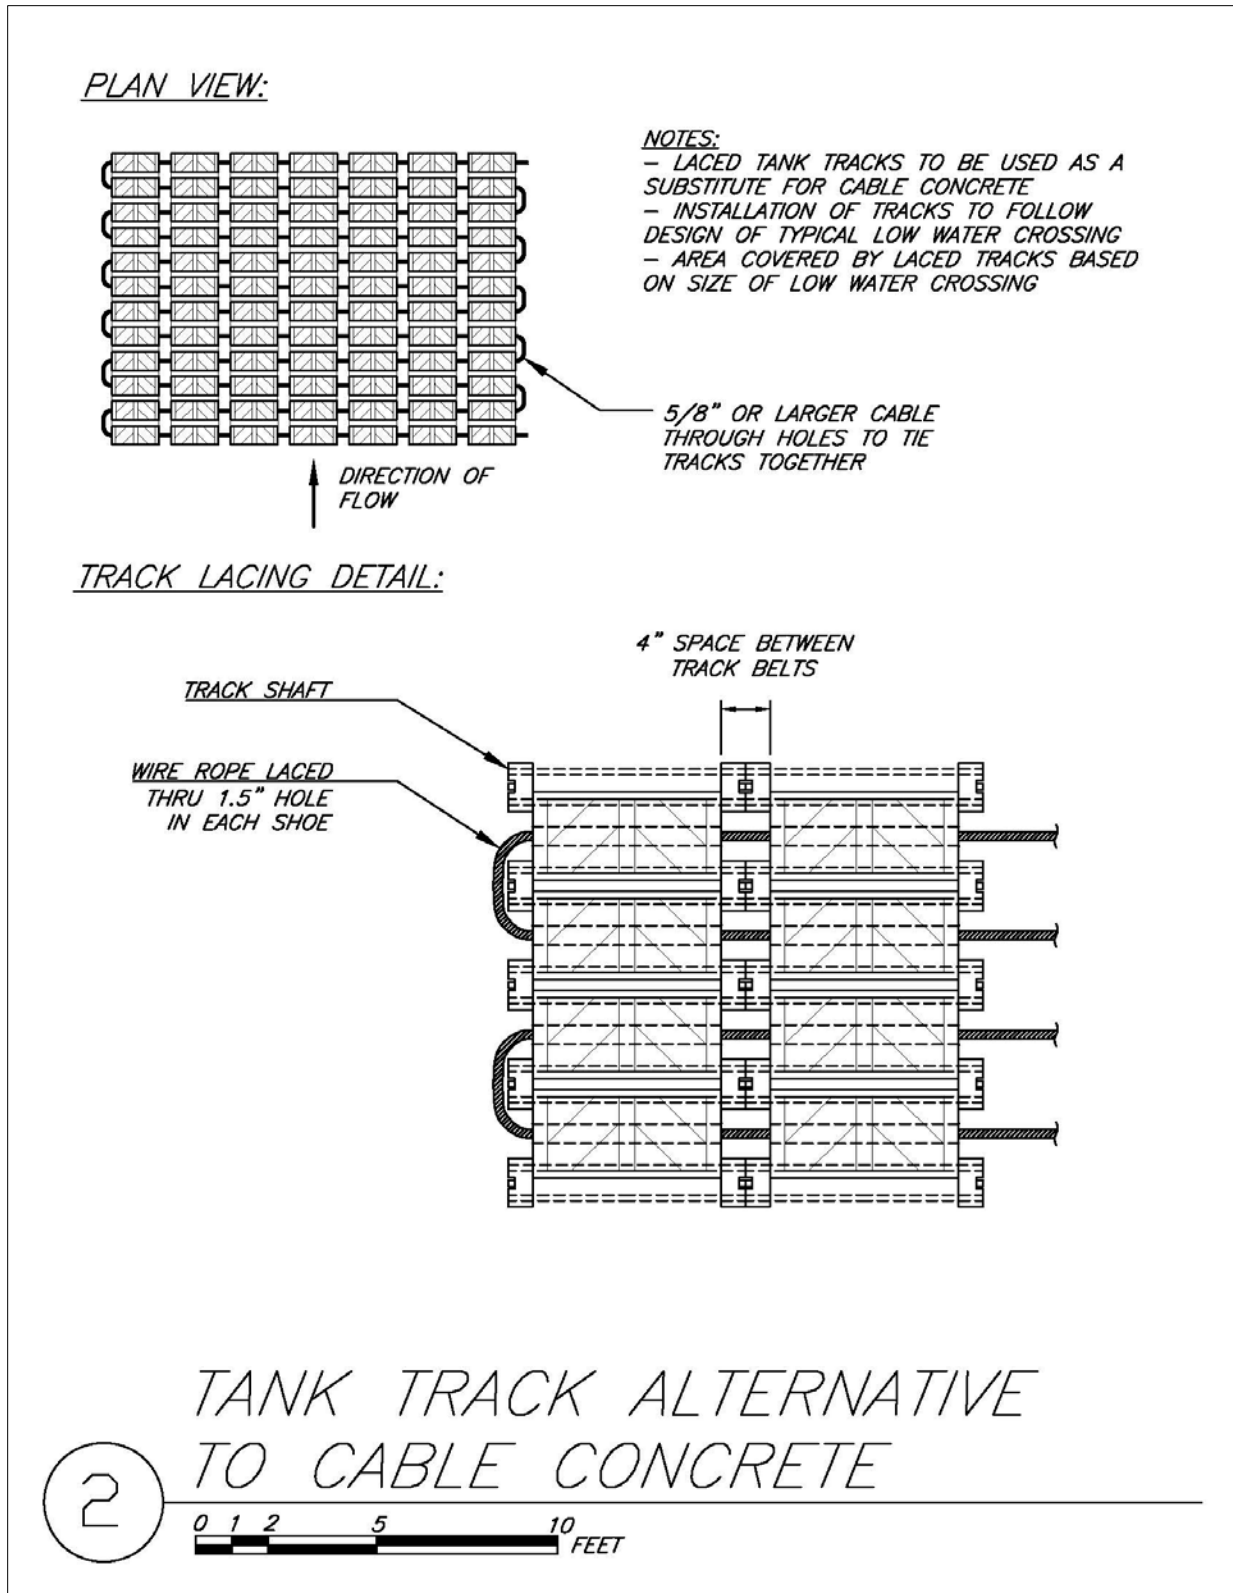 PLAN VIEW:
NOTES:
– LACED TANK TRACKS TO BE USED AS A
SUBSTITUTE FOR CABLE CONCRETE
– INSTALLATION OF TRACKS TO FOLLOW
DESIGN OF TYPICAL LOW WATER CROSSING
– AREA COVERED BY LACED TRACKS BASED
ON SIZE OF LOW WATER CROSSING
5/8" OR LARGER CABLE
THROUGH HOLES TO TIE
TRACKS TOGETHER
DIRECTION OF
FLOW
TRACK LACING DETAIL:
4" SPACE BETWEEN
TRACK BELTS
TRACK SHAFT
WIRE ROPE LACED
THRU 1.5" HOLE
IN EACH SHOE
TANK TRACK ALTERNATIVE
TO CABLE CONCRETE
2
0 1 2 5 10
FEET